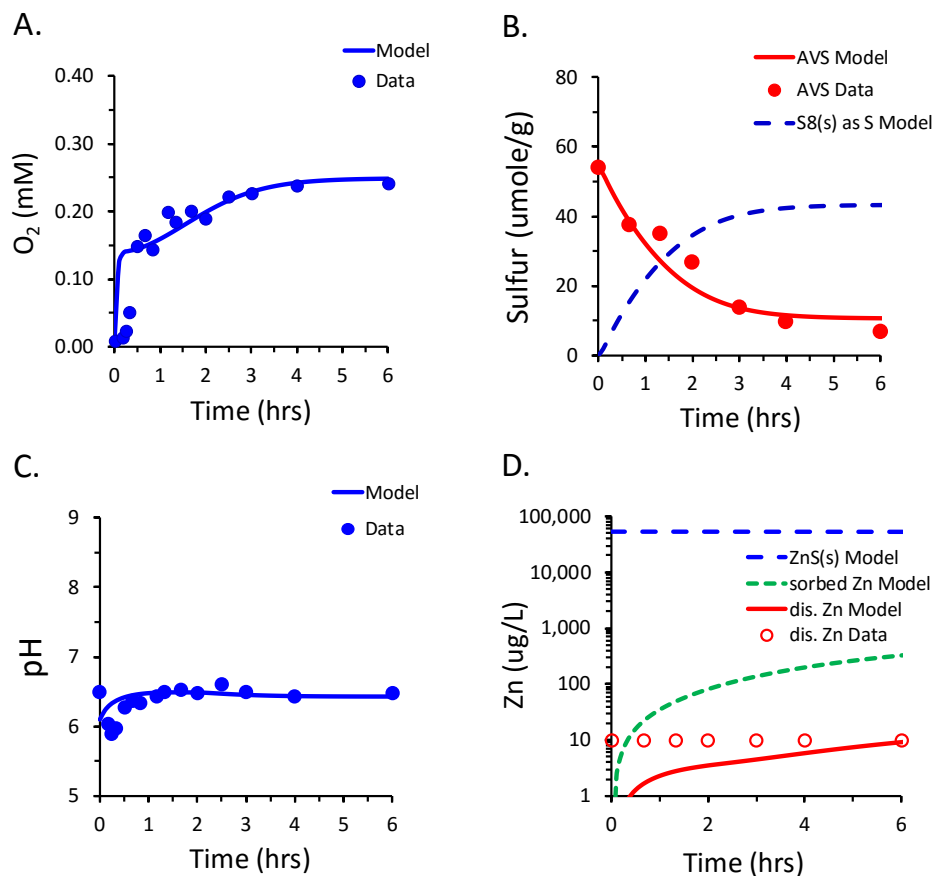 A.
Model
Data
0.40
0.30
0.20
0.10
0.00
O₂ (mM)
0 1 2 3 4 5 6
Time (hrs)
B.
AVS Model
AVS Data
S8(s) as S Model
80
60
40
20
0
Sulfur (umole/g)
0 1 2 3 4 5 6
Time (hrs)
C.
Model
Data
9
8
7
6
5
pH
0 1 2 3 4 5 6
Time (hrs)
D.
100,000
10,000
1,000
100
10
1
Zn (ug/L)
ZnS(s) Model
sorbed Zn Model
dis. Zn Model
dis. Zn Data
0 2 4 6
Time (hrs)